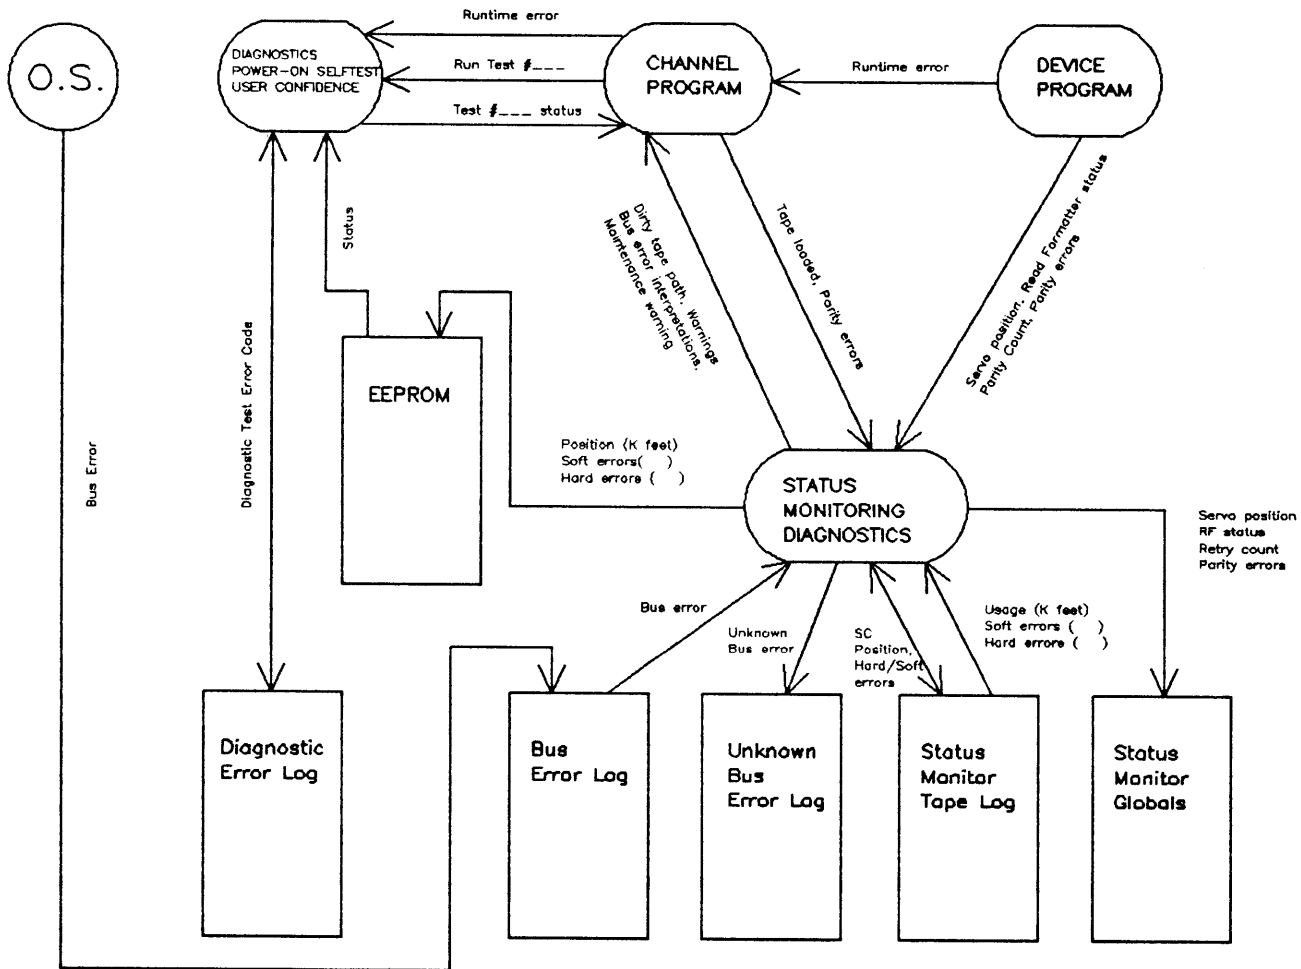 O.S.
DIAGNOSTICS
POWER-ON SELFTEST
USER CONFIDENCE
Runtime error
Run Test #___
Test #___ status
CHANNEL
PROGRAM
Runtime error
DEVICE
PROGRAM
Status
Dirty tape path, Warnings
Bus error interpretations,
Maintenance warning
Tape loaded, Parity errors
Servo position, Read Formatter status
Parity Count, Parity errors
Bus Error
Diagnostic Test Error Code
EEPROM
Position (K feet)
Soft errors(   )
Hard errors (   )
STATUS
MONITORING
DIAGNOSTICS
Servo position
RF status
Retry count
Parity errors
Bus error
Unknown
Bus error
SC
Position,
Hard/Soft
errors
Usage (K feet)
Soft errors (   )
Hard errors (   )
Diagnostic
Error Log
Bus
Error Log
Unknown
Bus
Error Log
Status
Monitor
Tape Log
Status
Monitor
Globals